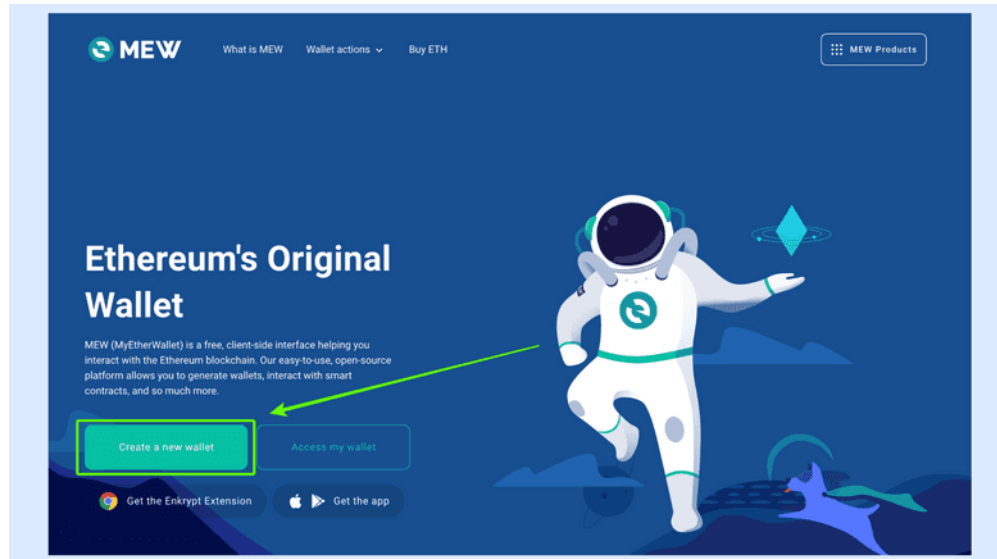 MEW
What is MEW
Wallet actions
Buy ETH
MEW Products
Ethereum's Original
Wallet
MEW (MyEtherWallet) is a free, client-side interface helping you
interact with the Ethereum blockchain. Our easy-to-use, open-source
platform allows you to generate wallets, interact with smart
contracts, and so much more.
Create a new wallet
Access my wallet
Get the Enkrypt Extension
Get the app